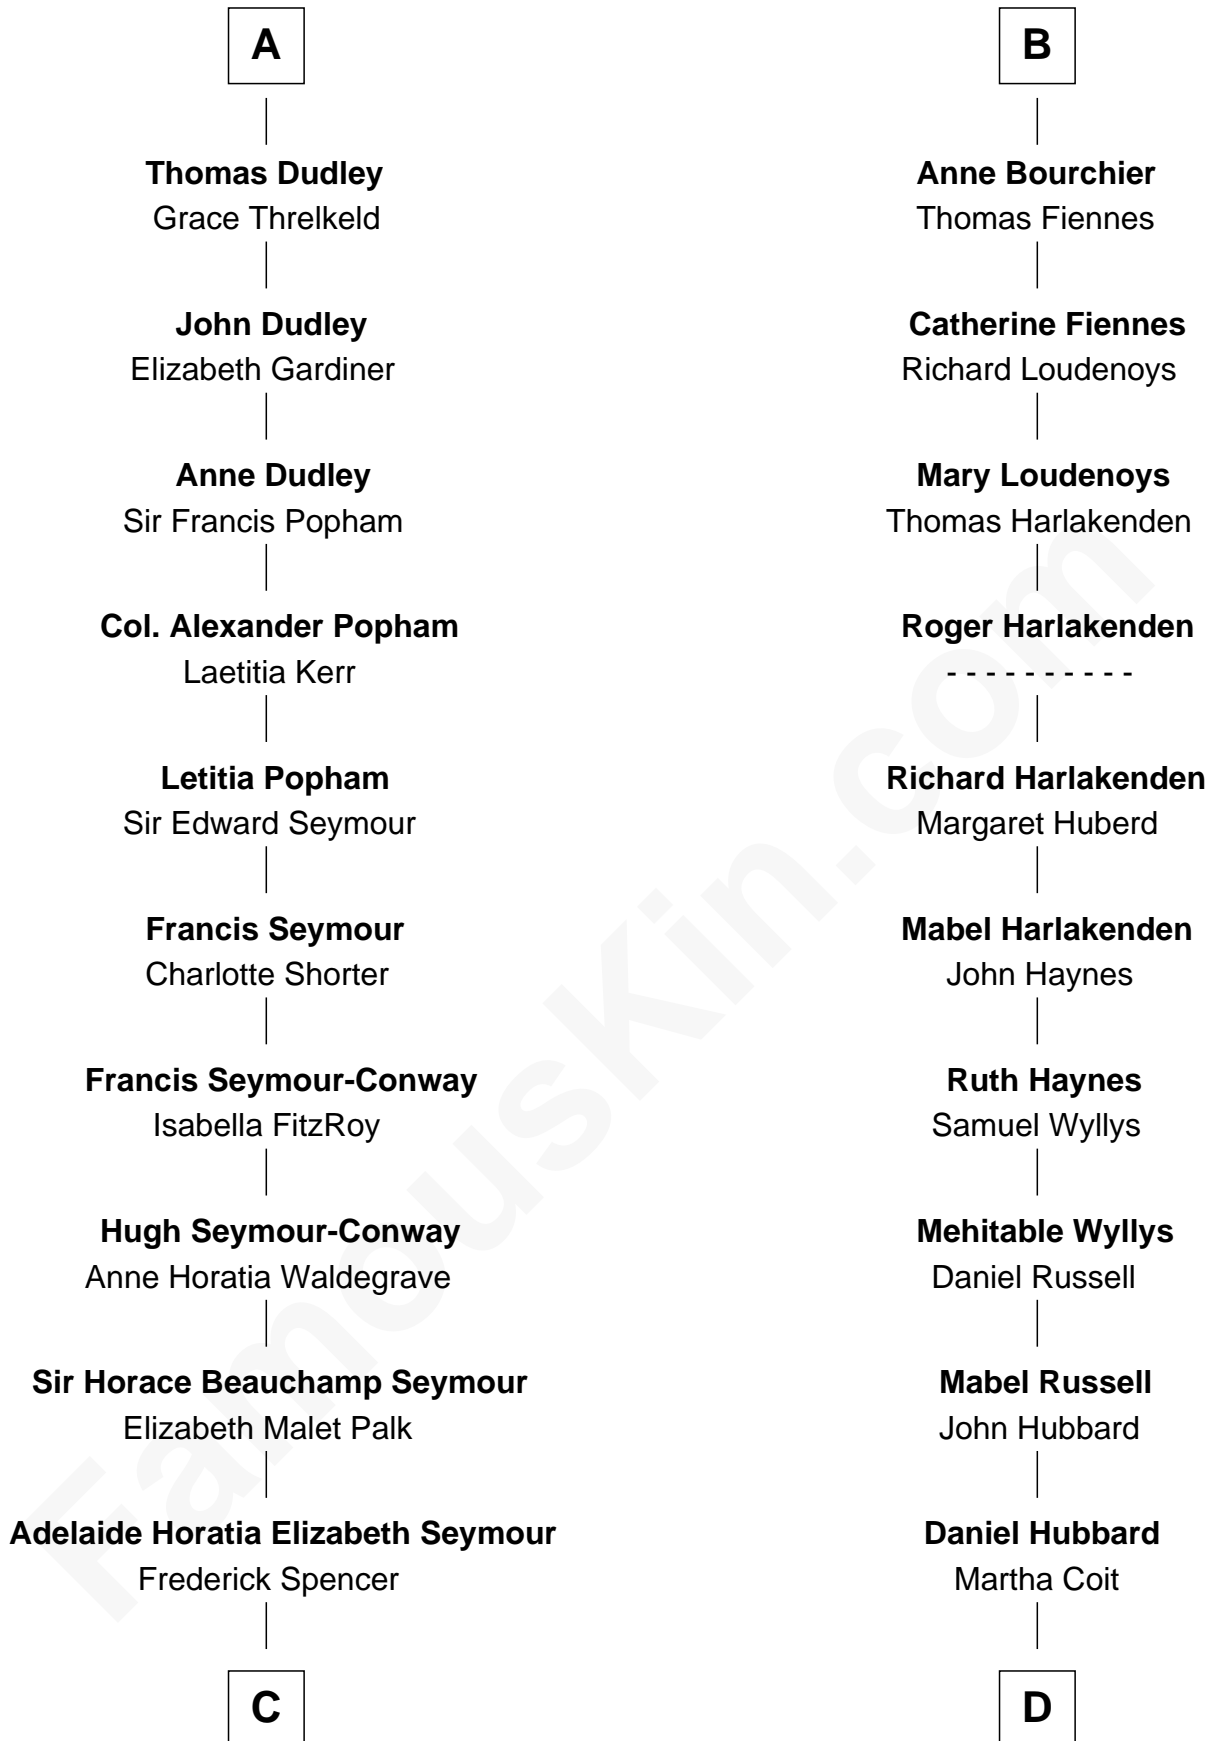 A
Thomas Dudley
Grace Threlkeld
John Dudley
Elizabeth Gardiner
Anne Dudley
Sir Francis Popham
Col. Alexander Popham
Laetitia Kerr
Letitia Popham
Sir Edward Seymour
Francis Seymour
Charlotte Shorter
Francis Seymour-Conway
Isabella FitzRoy
Hugh Seymour-Conway
Anne Horatia Waldegrave
Sir Horace Beauchamp Seymour
Elizabeth Malet Palk
Adelaide Horatia Elizabeth Seymour
Frederick Spencer
C
B
Anne Bourchier
Thomas Fiennes
Catherine Fiennes
Richard Loudenoys
Mary Loudenoys
Thomas Harlakenden
Roger Harlakenden
- - - - - - - - - -
Richard Harlakenden
Margaret Huberd
Mabel Harlakenden
John Haynes
Ruth Haynes
Samuel Wyllys
Mehitable Wyllys
Daniel Russell
Mabel Russell
John Hubbard
Daniel Hubbard
Martha Coit
D
FamousKin.com